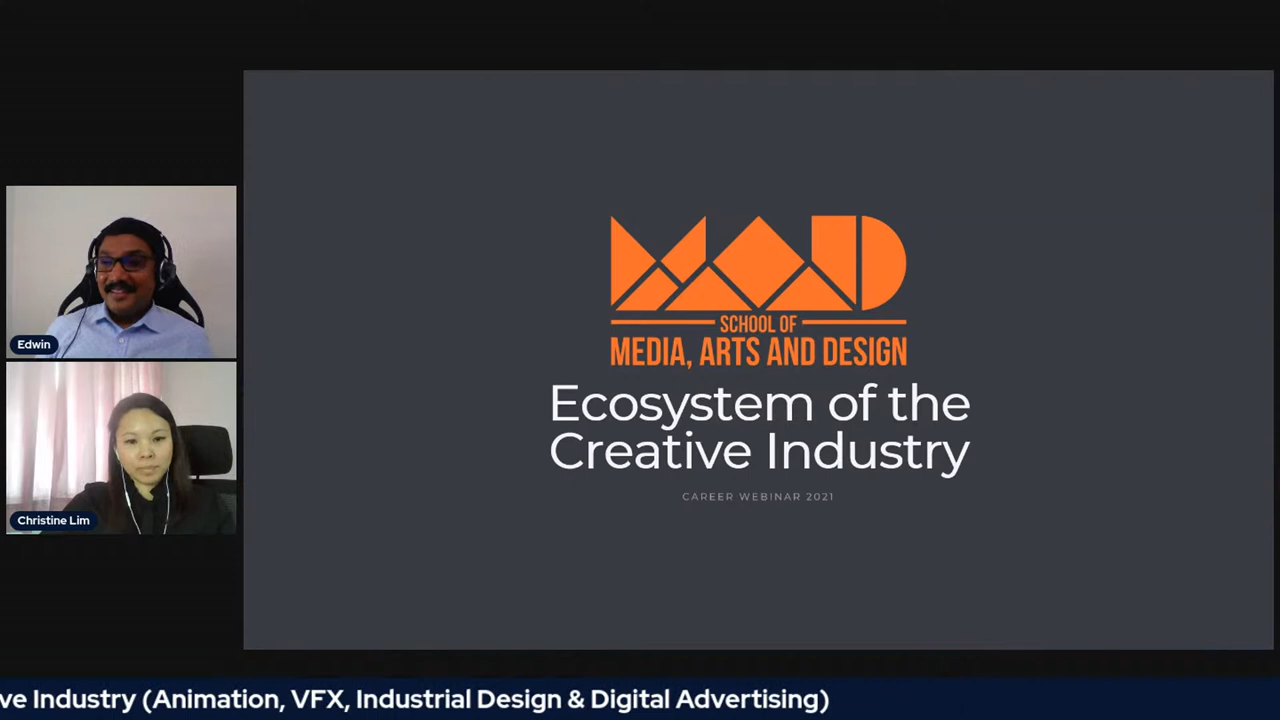 Edwin
Christine Lim
MAD
SCHOOL OF
MEDIA, ARTS AND DESIGN
Ecosystem of the
Creative Industry
CAREER WEBINAR 2021
ve Industry (Animation, VFX, Industrial Design & Digital Advertising)